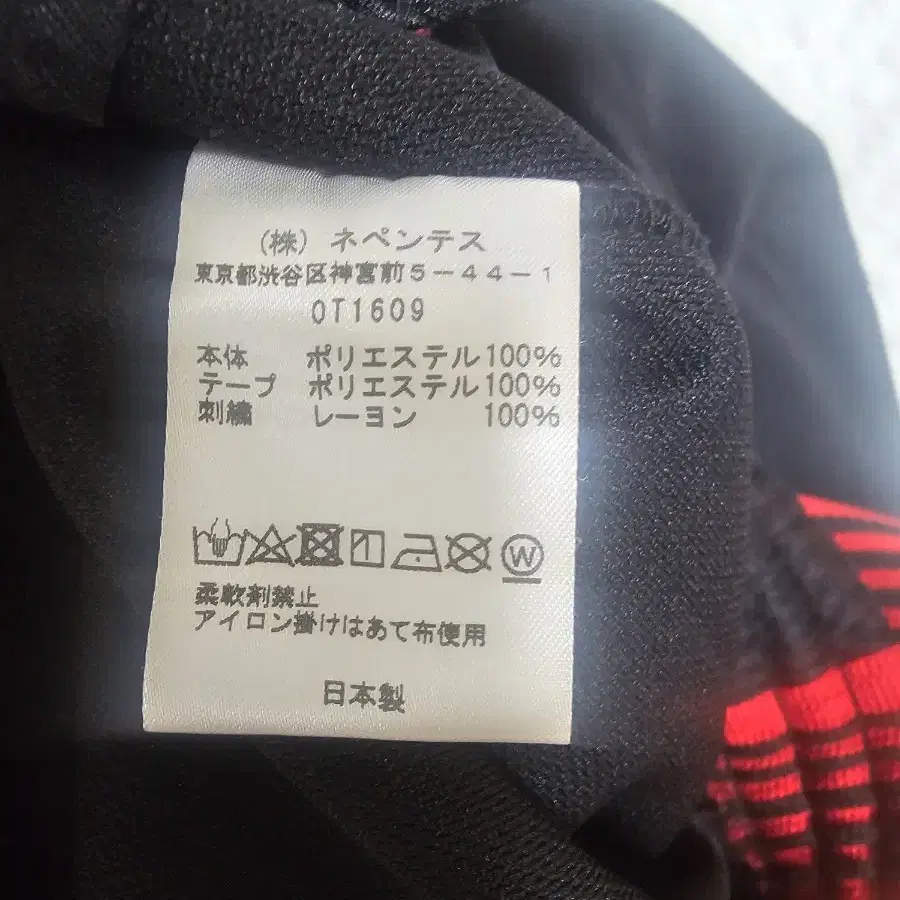 (株) ネペンテス
東京都渋谷区神宮前5-44-1
OT1609
本体 ポリエステル100%
テープ ポリエステル100%
刺繍 レーヨン 100%
W
柔軟剤禁止
アイロン掛けはあて布使用
日本製